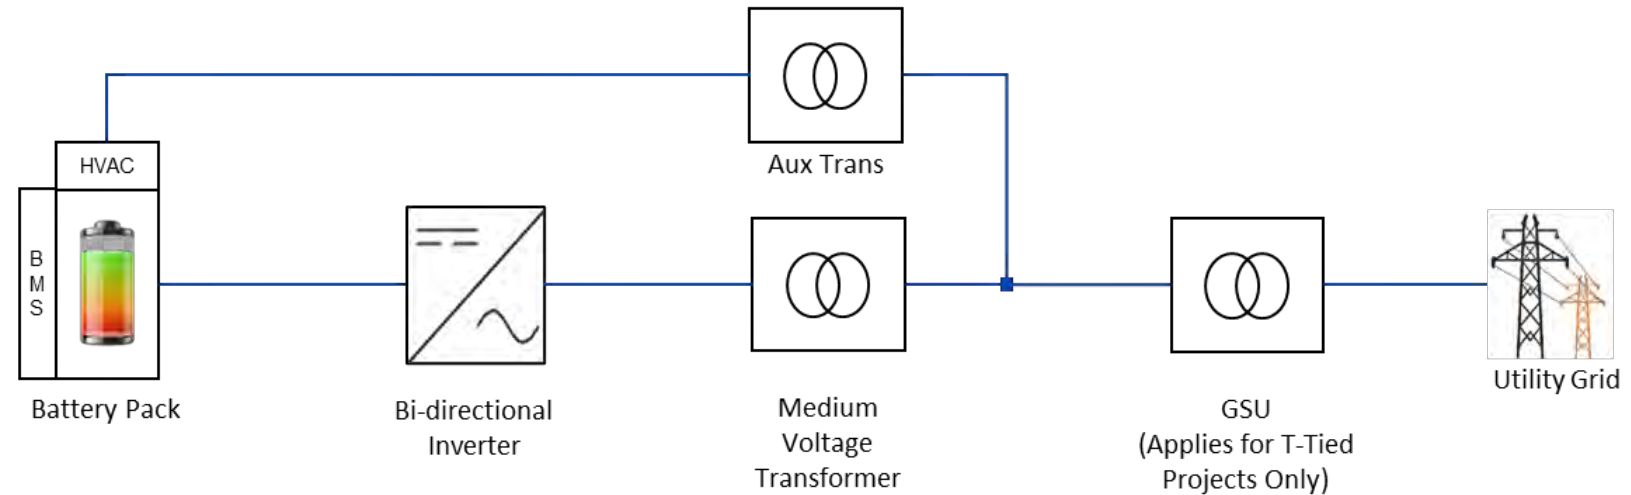 Aux Trans
HVAC
B
M
S
Battery Pack
Bi-directional
Inverter
Medium
Voltage
Transformer
GSU
(Applies for T-Tied
Projects Only)
Utility Grid